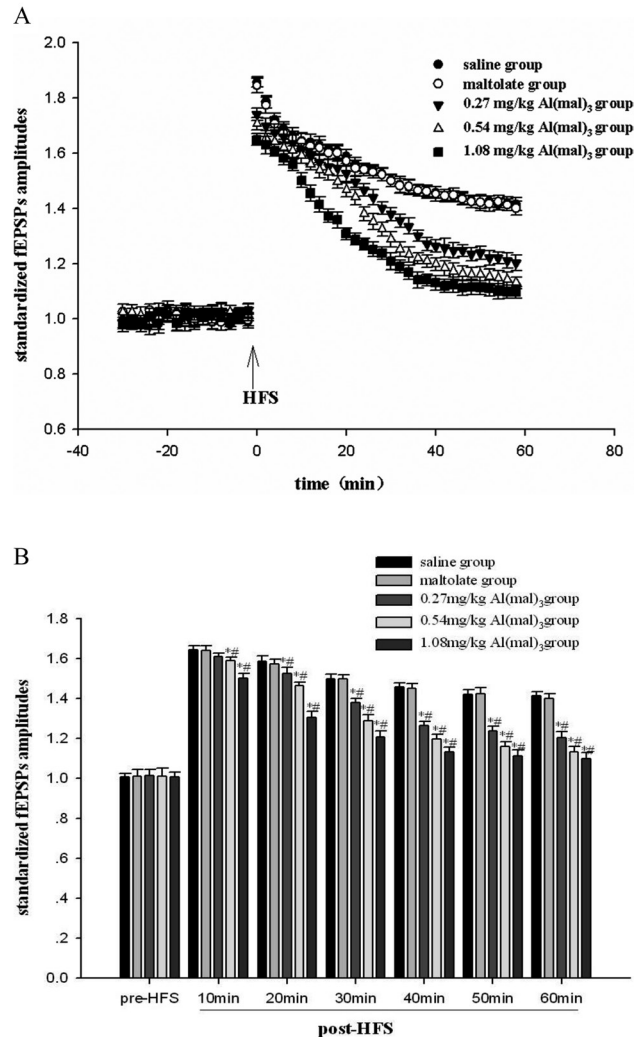 A
2.0
1.8
1.6
1.4
1.2
1.0
0.8
0.6
standardized fEPSPs amplitudes
saline group
maltolate group
0.27 mg/kg Al(mal)3 group
0.54 mg/kg Al(mal)3 group
1.08 mg/kg Al(mal)3 group
HFS
-40 -20 0 20 40 60 80
time (min)
B
saline group
maltolate group
0.27mg/kg Al(mal)3group
0.54mg/kg Al(mal)3group
1.08mg/kg Al(mal)3group
1.8
1.6
1.4
1.2
1.0
.8
.6
.4
.2
0.0
standardized fEPSPs amplitudes
*# *#
*# *# *#
*# *# *#
*# *# *#
*# *# *#
*# *# *#
pre-HFS 10min 20min 30min 40min 50min 60min
post-HFS